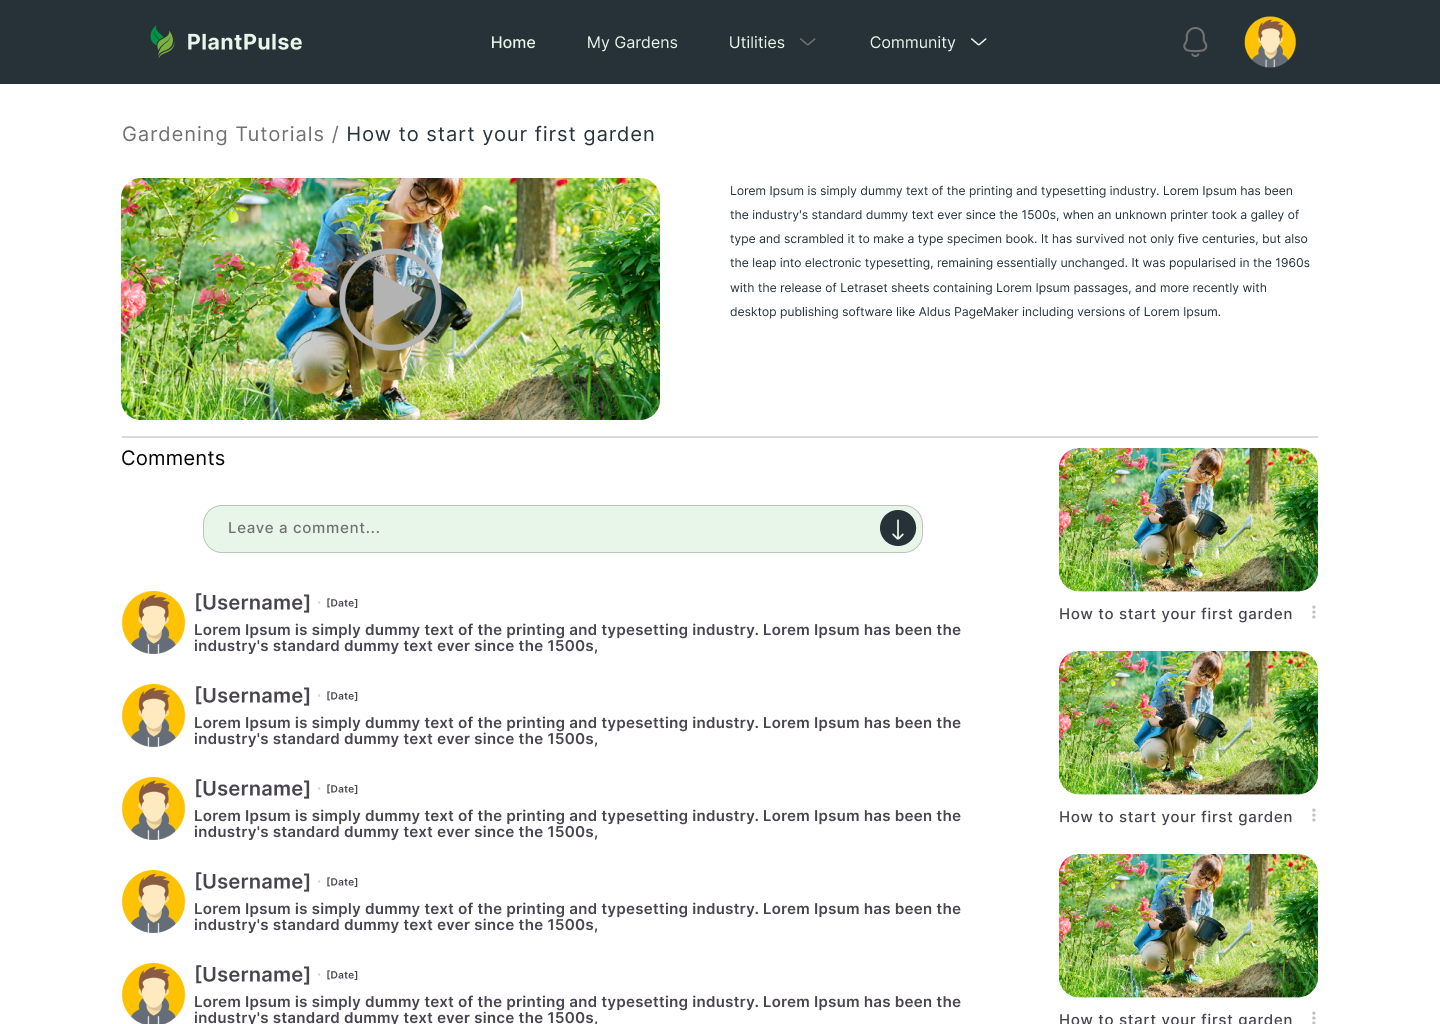 PlantPulse
Home
My Gardens
Utilities
Community
Gardening Tutorials / How to start your first garden
Lorem Ipsum is simply dummy text of the printing and typesetting industry. Lorem Ipsum has been
the industry's standard dummy text ever since the 1500s, when an unknown printer took a galley of
type and scrambled it to make a type specimen book. It has survived not only five centuries, but also
the leap into electronic typesetting, remaining essentially unchanged. It was popularised in the 1960s
with the release of Letraset sheets containing Lorem Ipsum passages, and more recently with
desktop publishing software like Aldus PageMaker including versions of Lorem Ipsum.
Comments
Leave a comment...
[Username] · [Date]
Lorem Ipsum is simply dummy text of the printing and typesetting industry. Lorem Ipsum has been the
industry's standard dummy text ever since the 1500s,
[Username] · [Date]
Lorem Ipsum is simply dummy text of the printing and typesetting industry. Lorem Ipsum has been the
industry's standard dummy text ever since the 1500s,
[Username] · [Date]
Lorem Ipsum is simply dummy text of the printing and typesetting industry. Lorem Ipsum has been the
industry's standard dummy text ever since the 1500s,
[Username] · [Date]
Lorem Ipsum is simply dummy text of the printing and typesetting industry. Lorem Ipsum has been the
industry's standard dummy text ever since the 1500s,
[Username] · [Date]
Lorem Ipsum is simply dummy text of the printing and typesetting industry. Lorem Ipsum has been the
industry's standard dummy text ever since the 1500s,
How to start your first garden
How to start your first garden
How to start your first garden